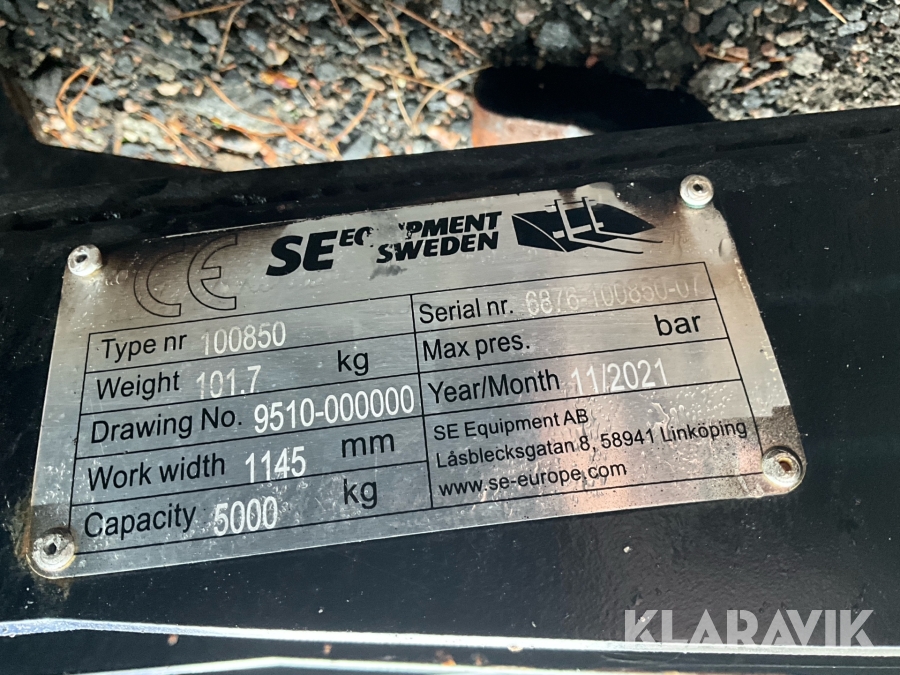 CE SE EQUIPMENT
SWEDEN
Type nr 100850
Weight 101.7 kg
Drawing No. 9510-000000
Work width 1145 mm
Capacity 5000 kg
Serial nr. 6876-100850-07
Max pres. bar
Year/Month 11/2021
SE Equipment AB
Låsblecksgatan 8, 58941 Linköping
www.se-europe.com
KLARAVIK